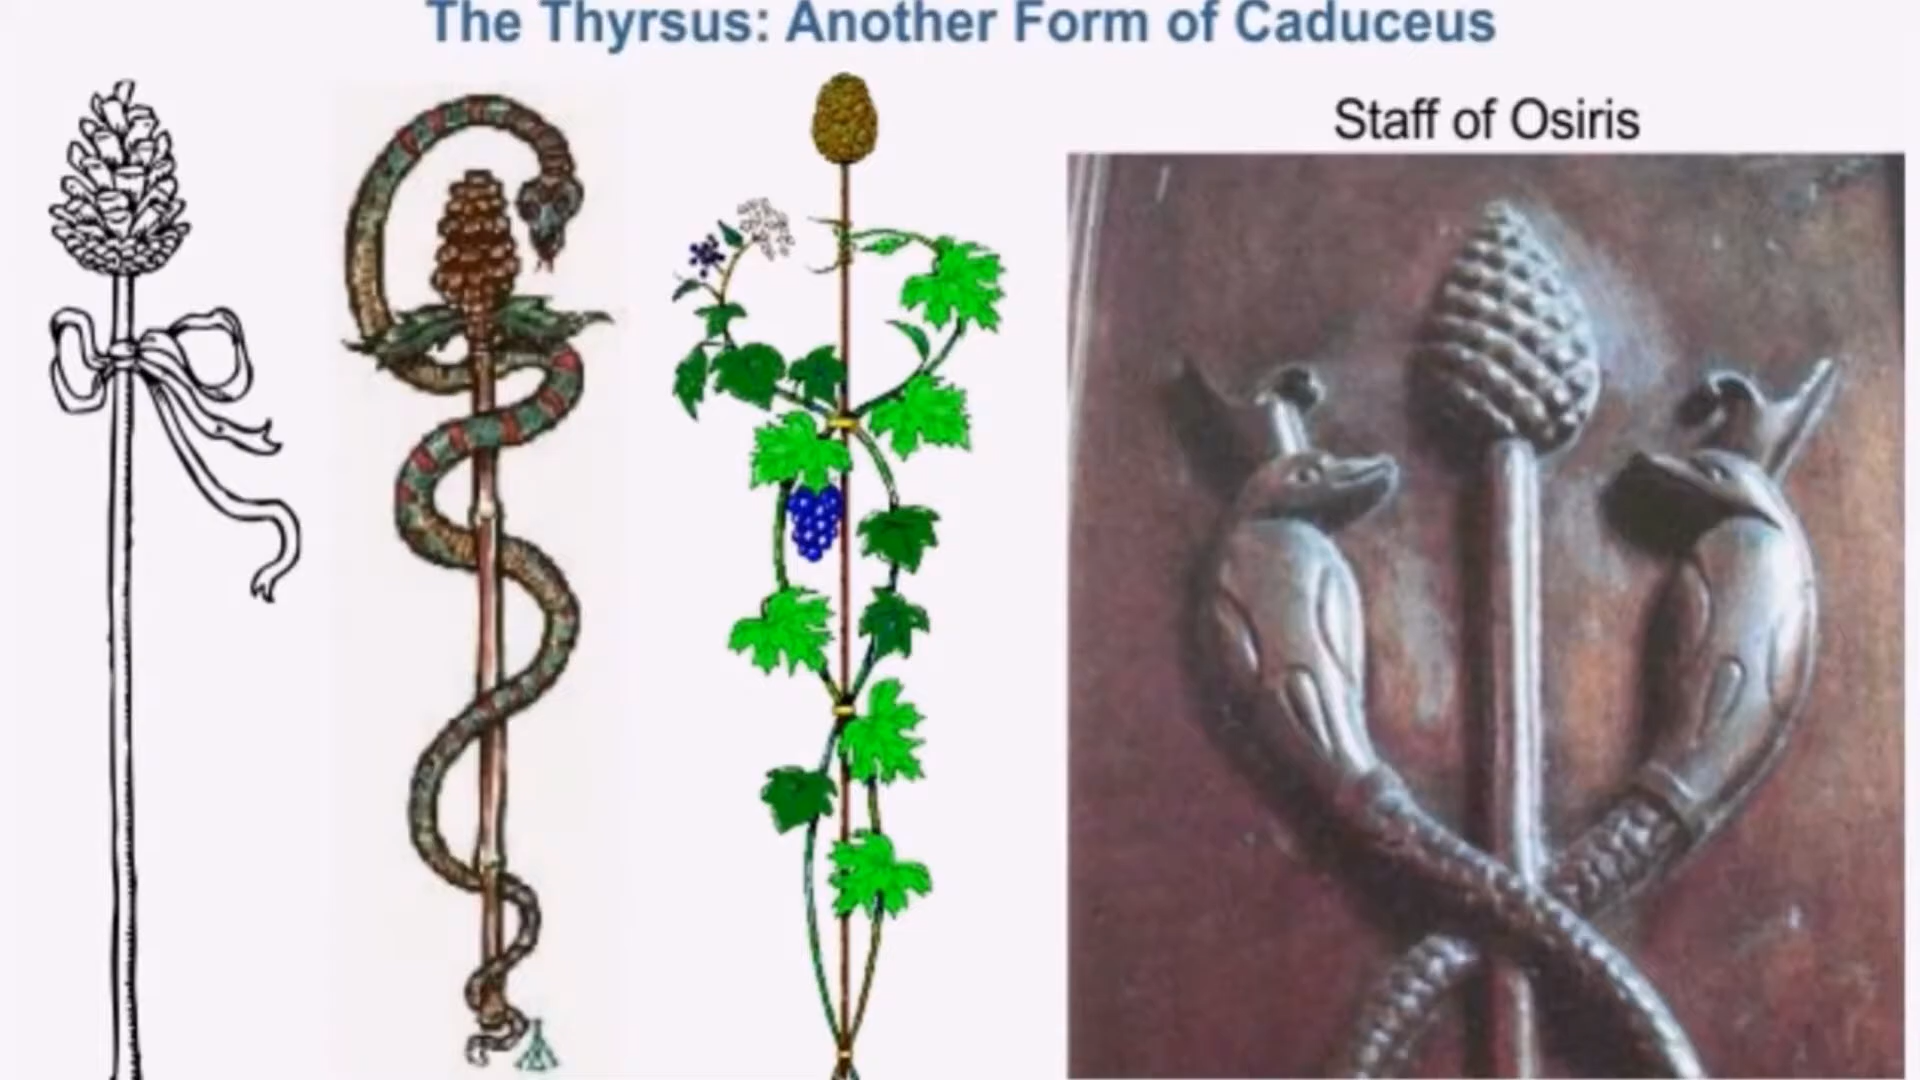 The Thyrsus: Another Form of Caduceus
Staff of Osiris